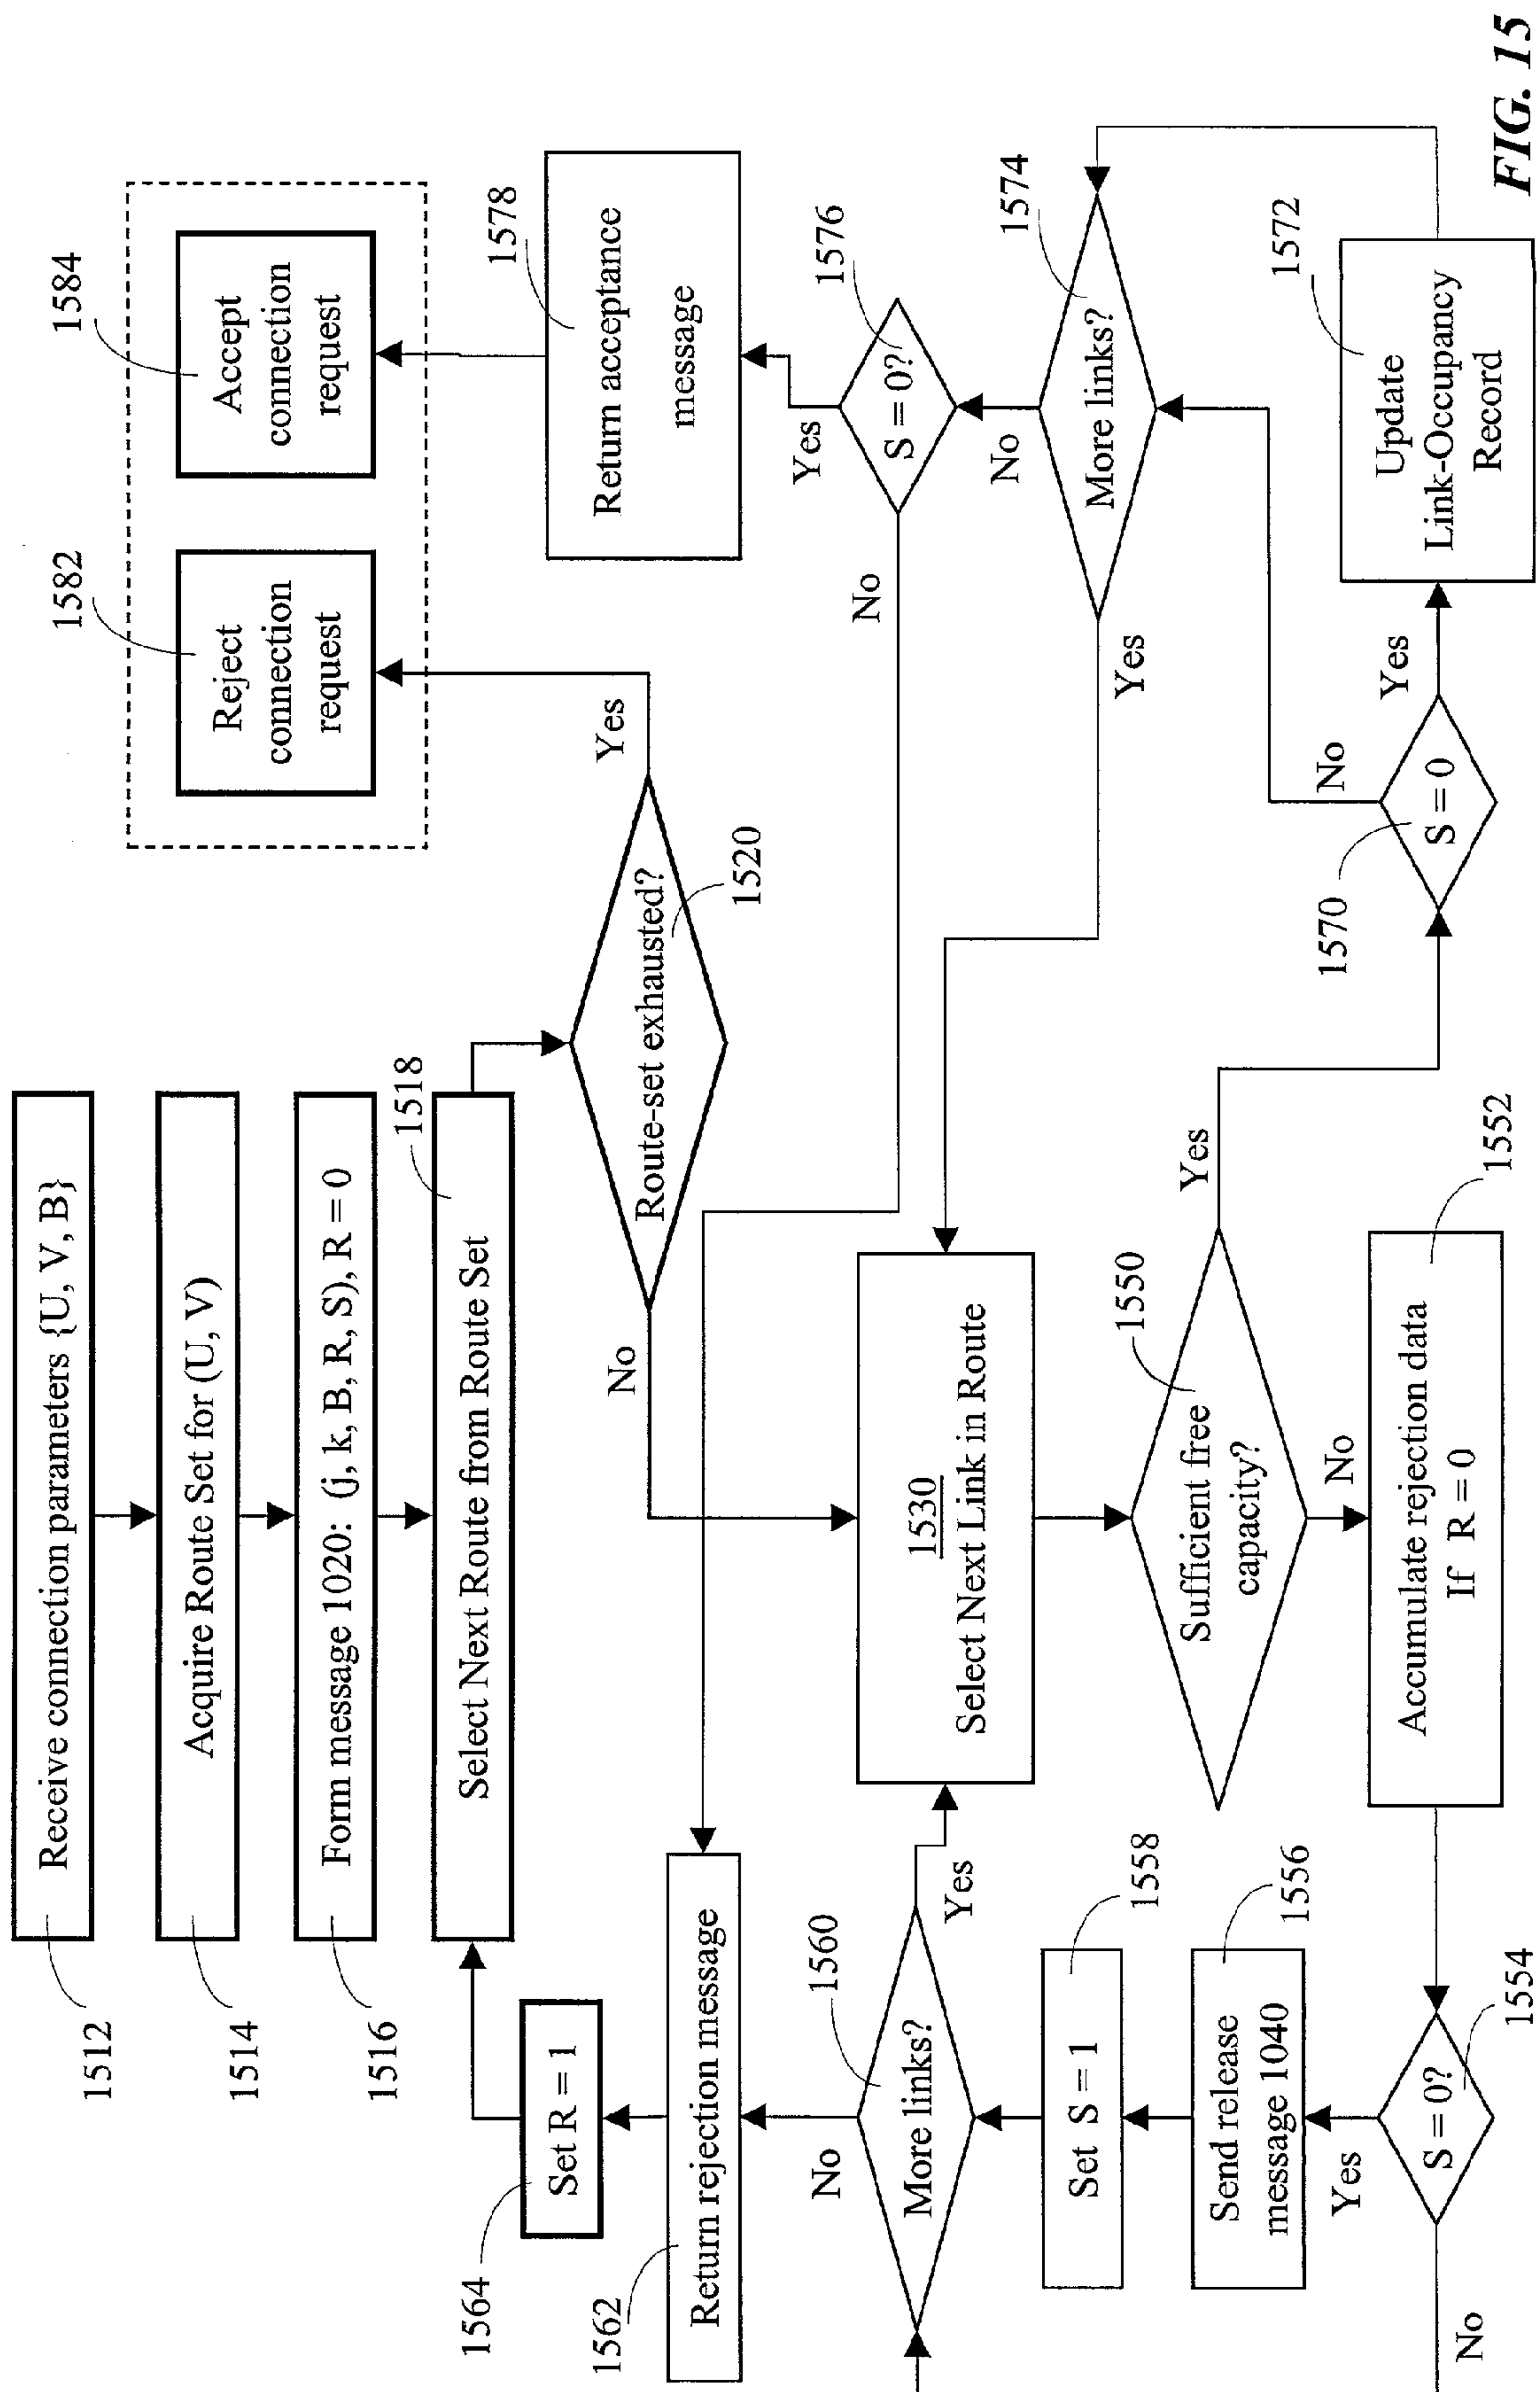 1512
Receive connection parameters {U, V, B}
1514
Acquire Route Set for (U, V)
1516
Form message 1020: (j, k, B, R, S), R = 0
1518
Select Next Route from Route Set
1582
1584
Reject
connection
request
Accept
connection
request
1564
Set R = 1
No
Route-set exhausted?
Yes
1520
1578
Return acceptance
message
1562
Return rejection message
No
Yes
1560
More links?
No
Yes
1530
Select Next Link in Route
No
S = 0?
1576
No
Yes
More links?
1574
Set S = 1
1558
1550
Sufficient free
capacity?
Yes
No
Send release
message 1040
1556
Yes
No
S = 0?
1554
Accumulate rejection data
If R = 0
1552
1570
S = 0
No
Yes
1572
Update
Link-Occupancy
Record
FIG. 15